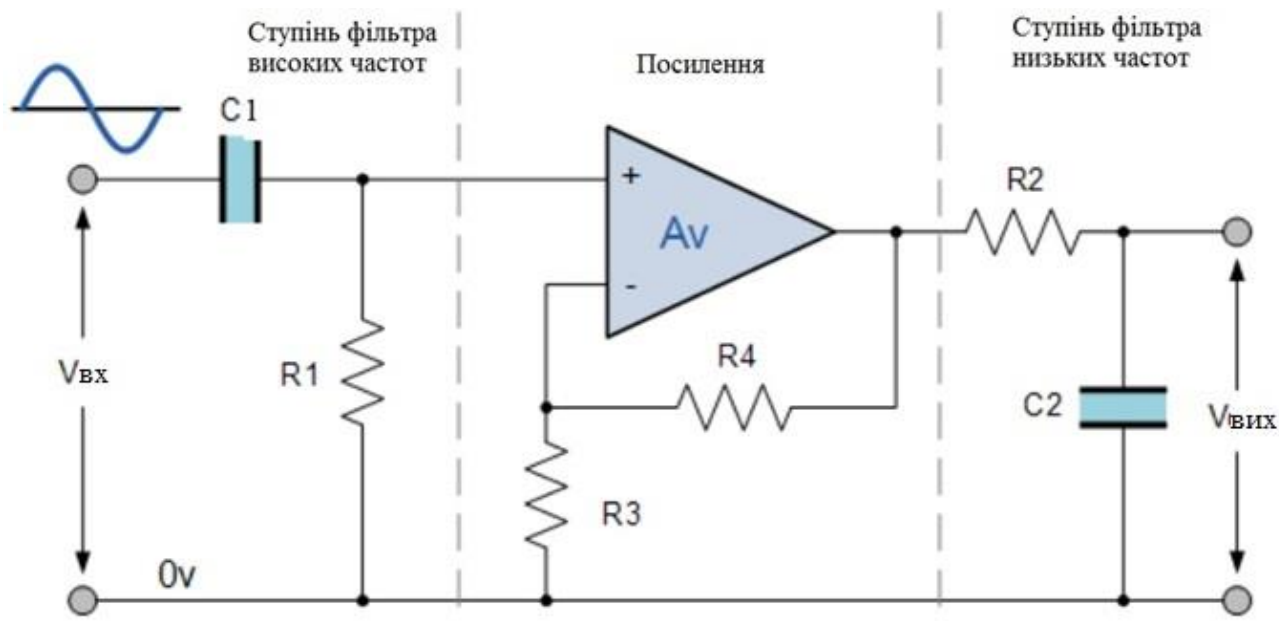 Ступінь фільтра
високих частот
Посилення
Ступінь фільтра
низьких частот
C1
R2
+
Av
-
R4
Vвх
R1
C2
Vвих
R3
0v